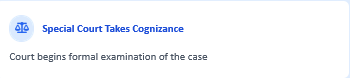 Special Court Takes Cognizance
Court begins formal examination of the case